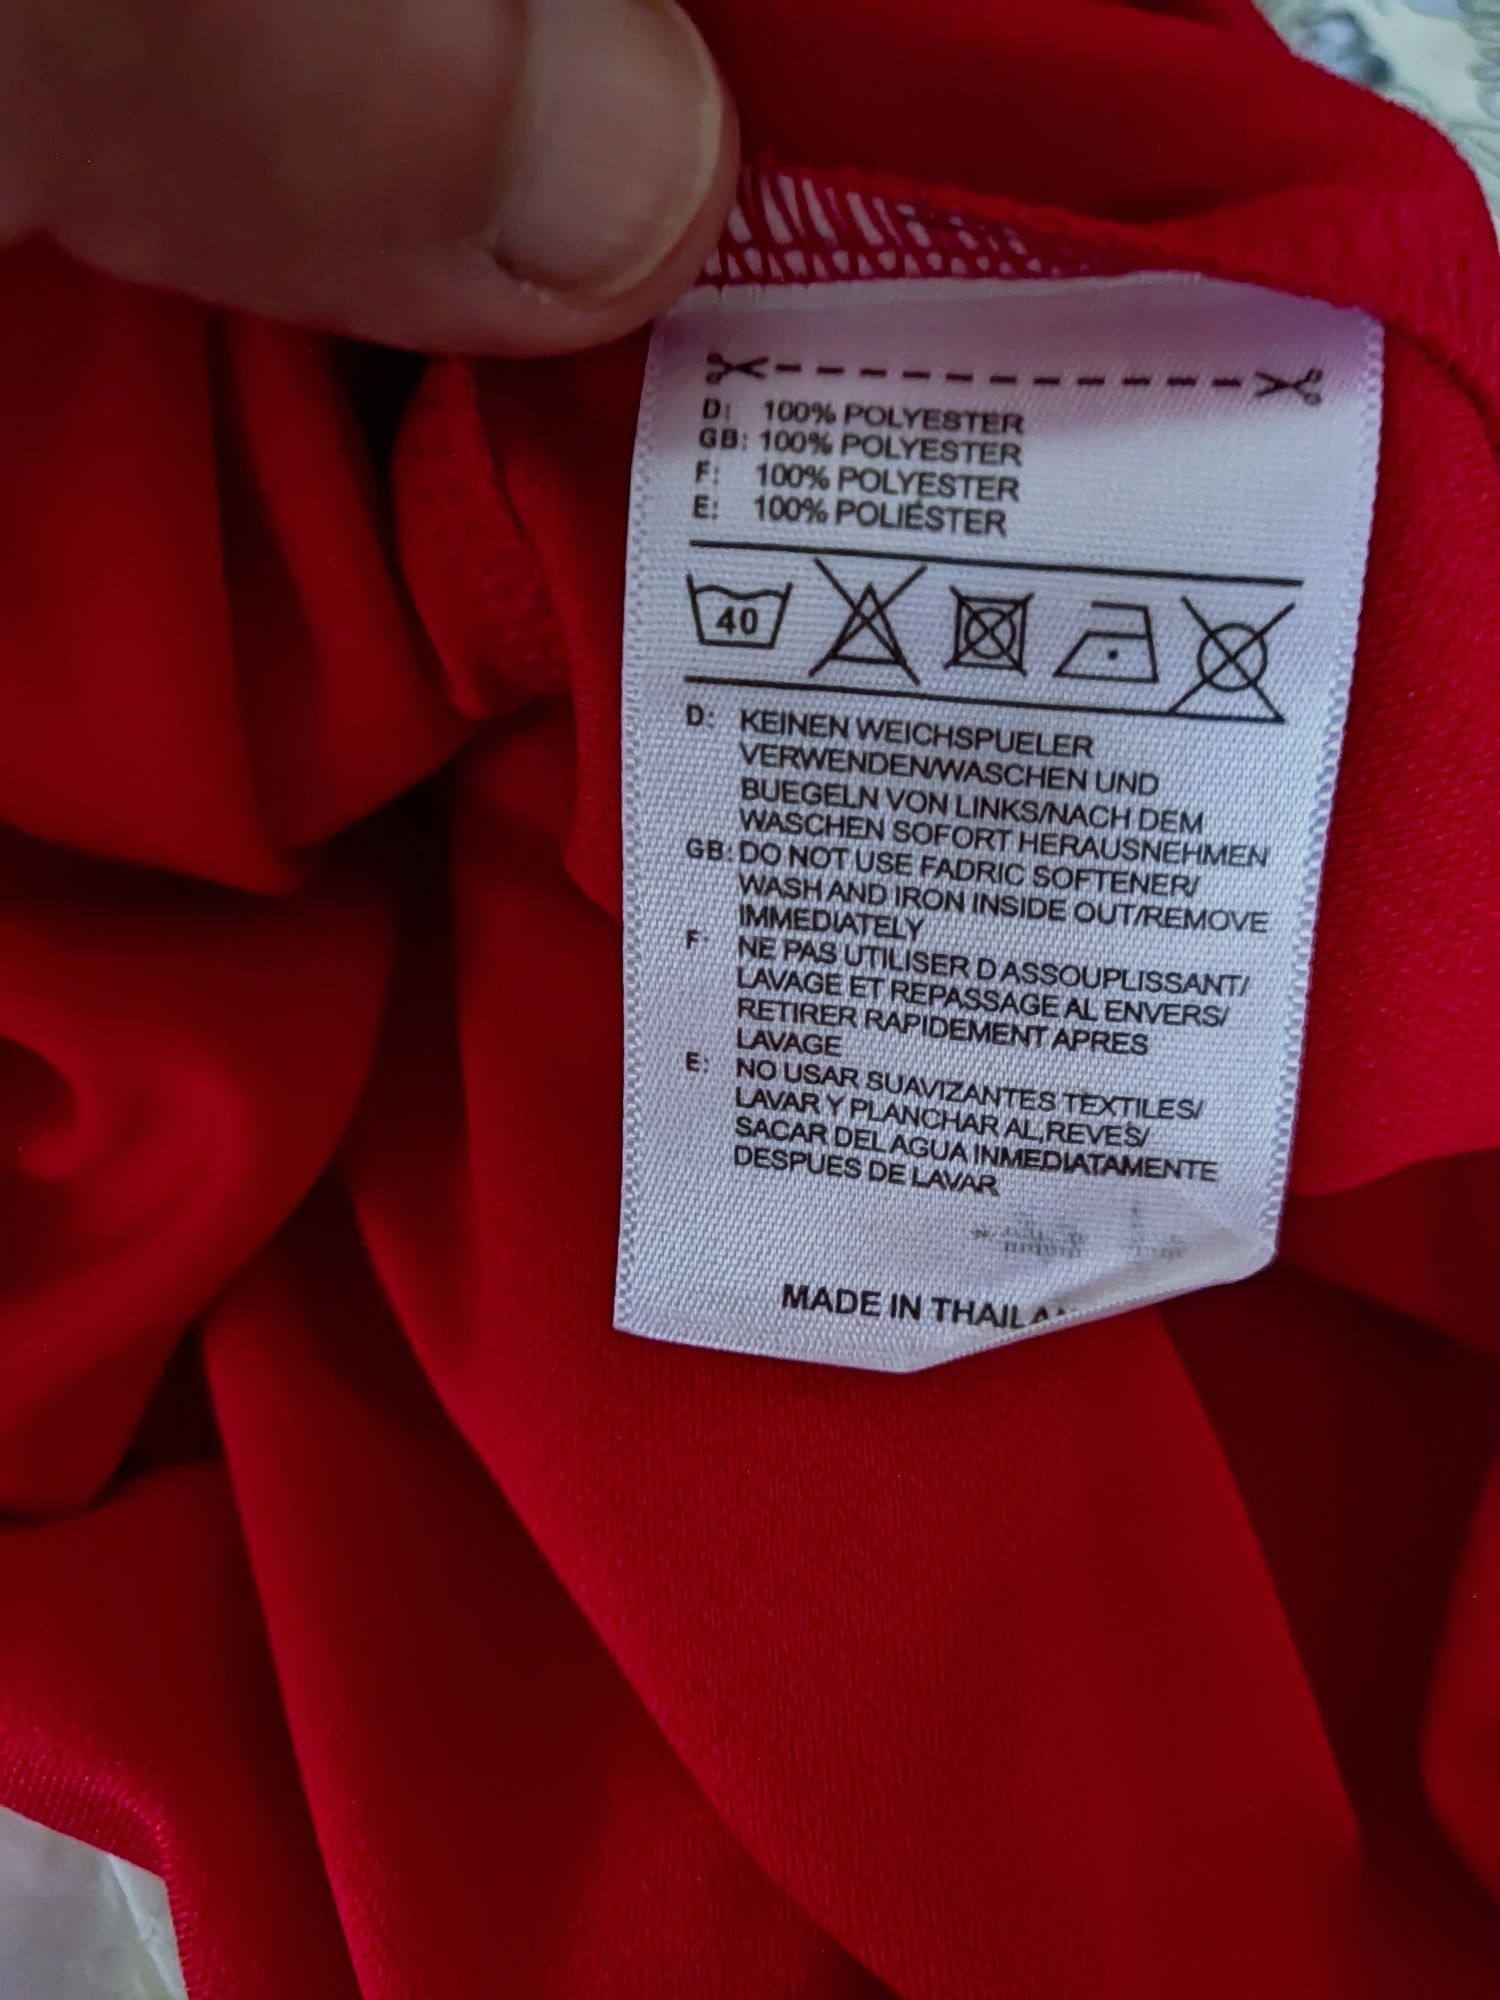 D: 100% POLYESTER
GB: 100% POLYESTER
F: 100% POLYESTER
E: 100% POLIÉSTER
40
D: KEINEN WEICHSPUELER
VERWENDEN/WASCHEN UND
BUEGELN VON LINKS/NACH DEM
WASCHEN SOFORT HERAUSNEHMEN
GB: DO NOT USE FADRIC SOFTENER/
WASH AND IRON INSIDE OUT/REMOVE
IMMEDIATELY
F: NE PAS UTILISER D ASSOUPLISSANT/
LAVAGE ET REPASSAGE AL ENVERS/
RETIRER RAPIDEMENT APRES
LAVAGE
E: NO USAR SUAVIZANTES TEXTILES/
LAVAR Y PLANCHAR AL REVES/
SACAR DEL AGUA INMEDIATAMENTE
DESPUES DE LAVAR
MADE IN